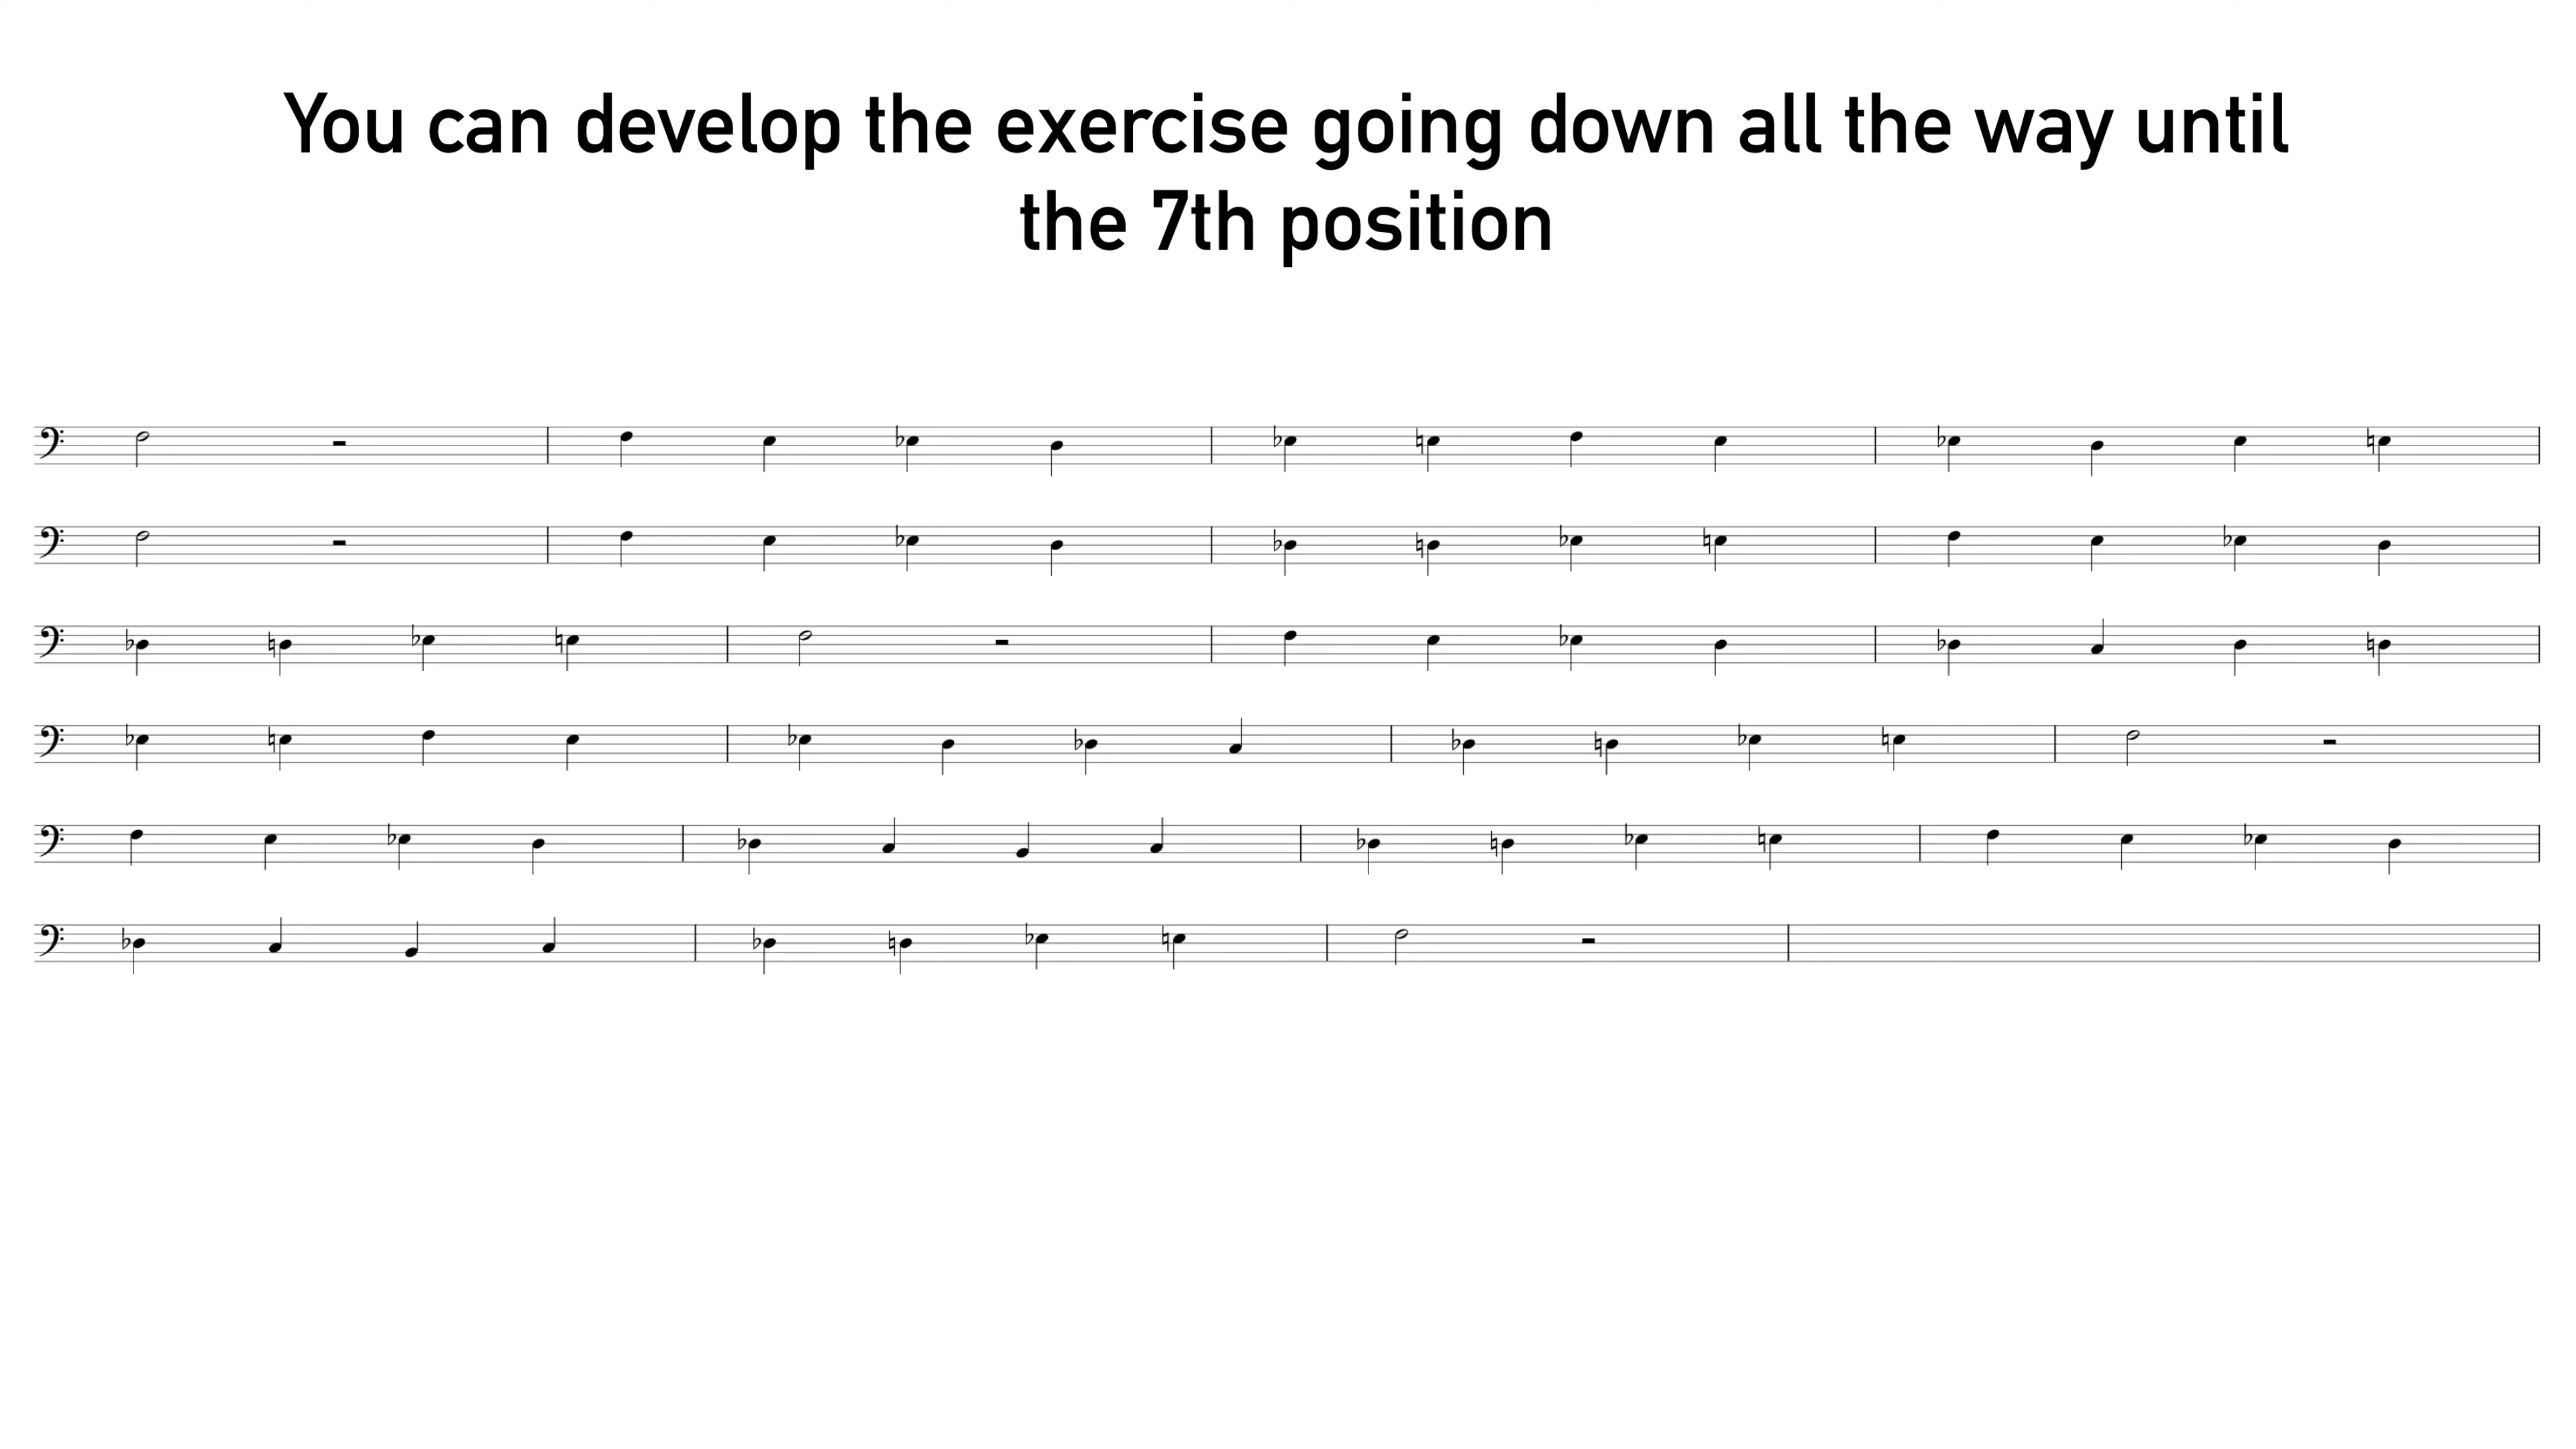 You can develop the exercise going down all the way until
the 7th position